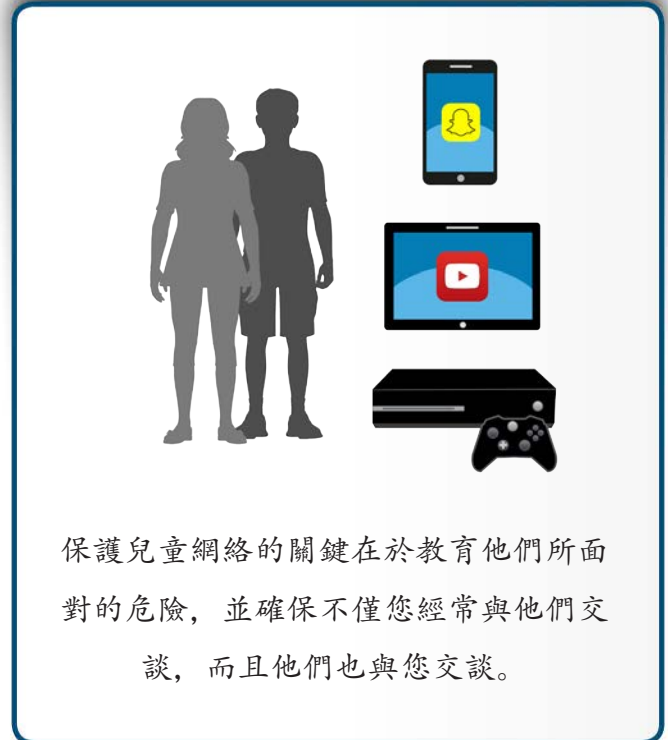 保護兒童網絡的關鍵在於教育他們所面
對的危險，並確保不僅您經常與他們交
談，而且他們也與您交談。